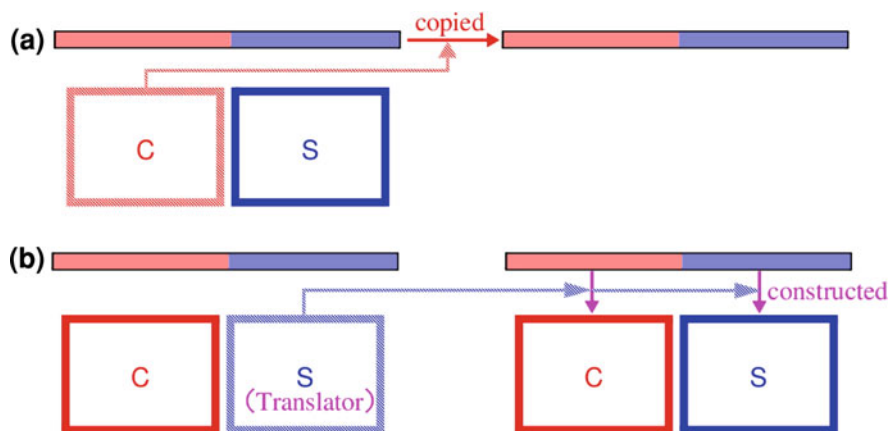 copied
(a)
C S
(b)
constructed
C S C S
(Translator)